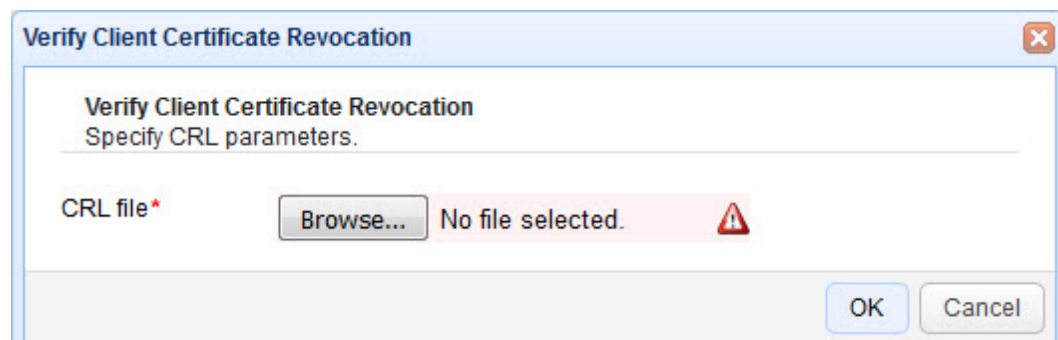 Verify Client Certificate Revocation
Verify Client Certificate Revocation
Specify CRL parameters.
CRL file*
Browse... No file selected.
OK Cancel